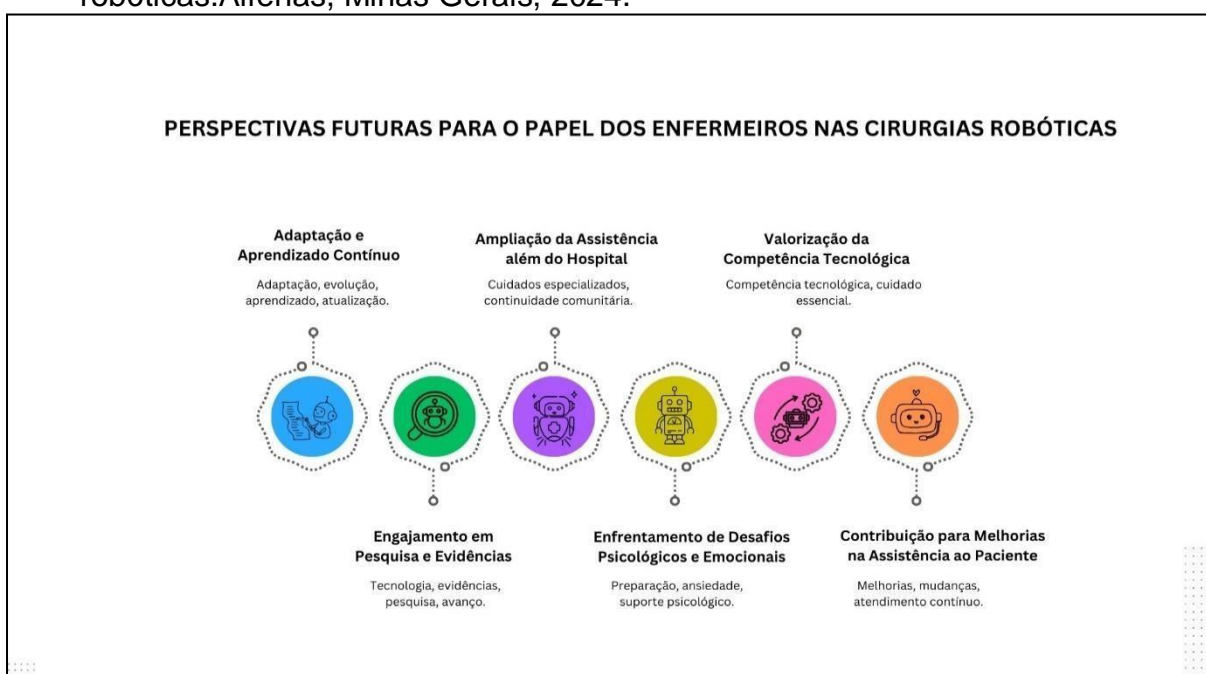 robóticas.Alfenas, Minas Gerais, 2024.
PERSPECTIVAS FUTURAS PARA O PAPEL DOS ENFERMEIROS NAS CIRURGIAS ROBÓTICAS
Adaptação e
Aprendizado Contínuo
Adaptação, evolução,
aprendizado, atualização.
Ampliação da Assistência
além do Hospital
Cuidados especializados,
continuidade comunitária.
Valorização da
Competência Tecnológica
Competência tecnológica, cuidado
essencial.
Engajamento em
Pesquisa e Evidências
Tecnologia, evidências,
pesquisa, avanço.
Enfrentamento de Desafios
Psicológicos e Emocionais
Preparação, ansiedade,
suporte psicológico.
Contribuição para Melhorias
na Assistência ao Paciente
Melhorias, mudanças,
atendimento contínuo.